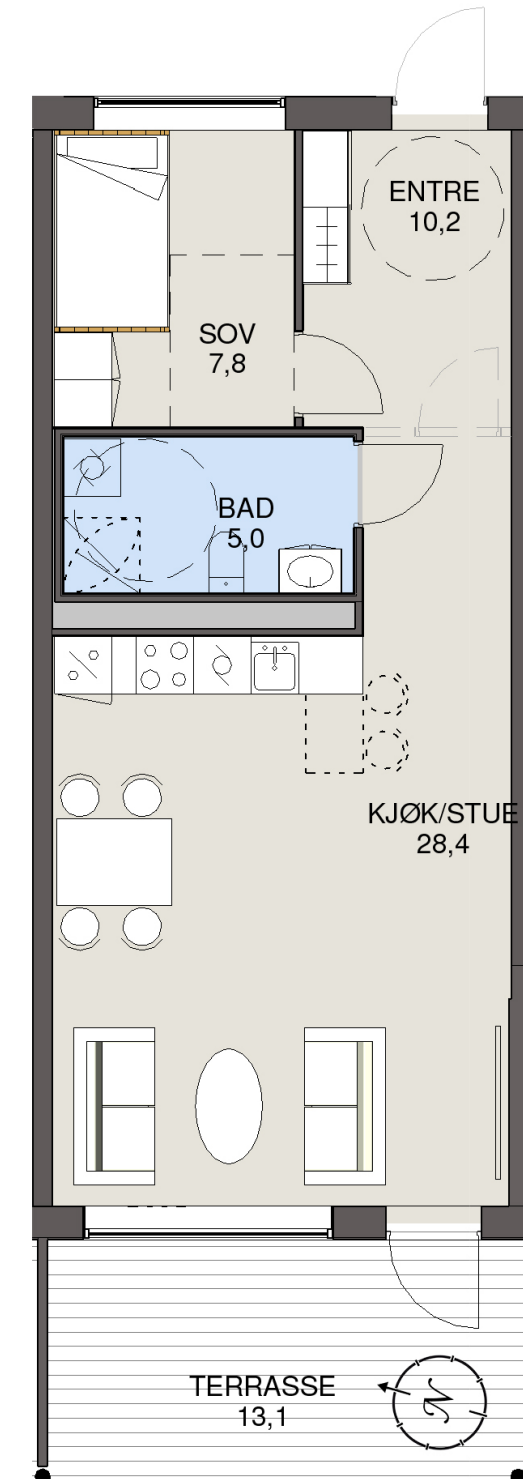 ENTRE
10,2
SOV
7,8
BAD
5,0
KJØK/STUE
28,4
TERRASSE
13,1
N